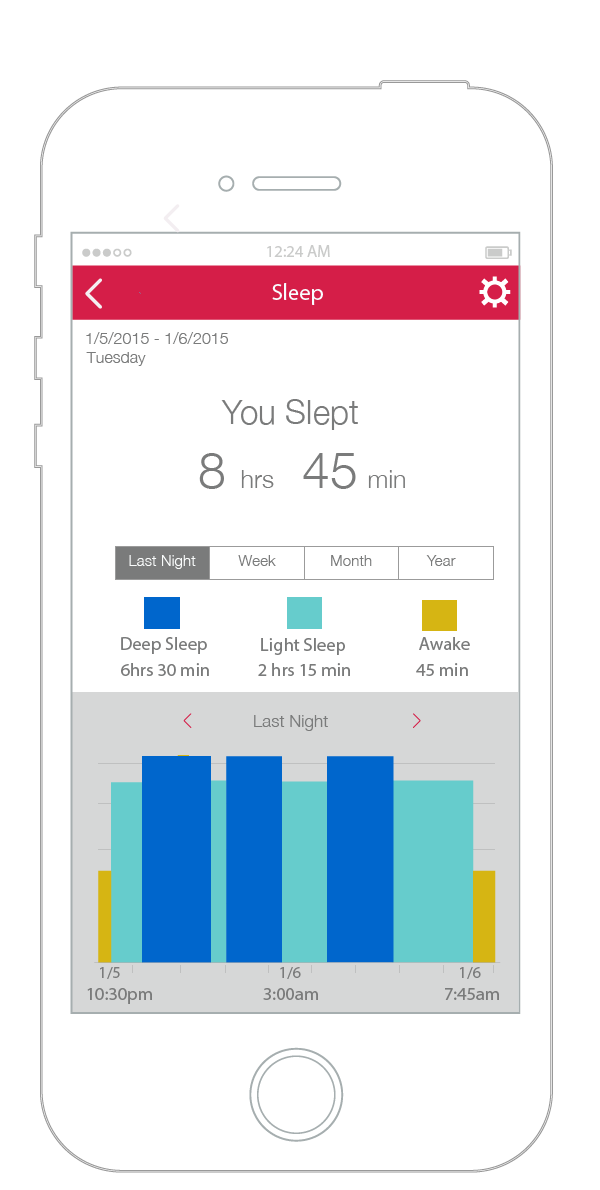 12:24 AM
Sleep
1/5/2015 - 1/6/2015
Tuesday
You Slept
8 hrs 45 min
Last Night Week Month Year
Deep Sleep Light Sleep Awake
6hrs 30 min 2 hrs 15 min 45 min
Last Night
1/5 1/6 1/6
10:30pm 3:00am 7:45am